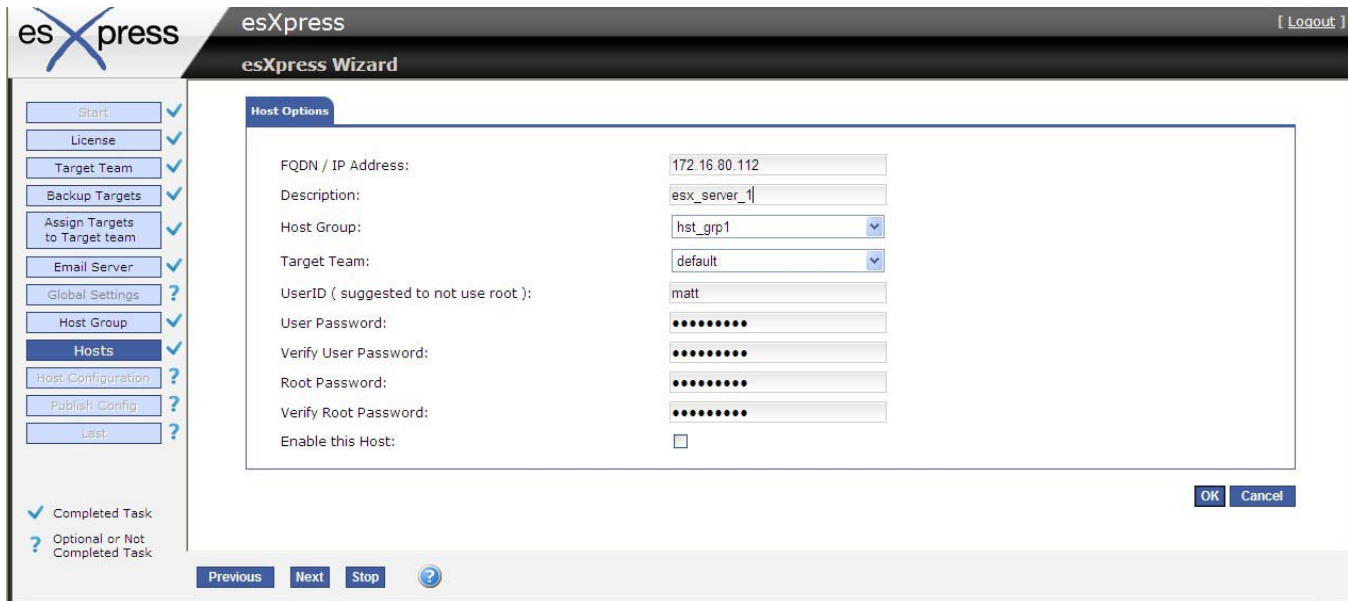 es press
esXpress
[ Logout ]
esXpress Wizard
Start
License
Target Team
Backup Targets
Assign Targets
to Target team
Email Server
Global Settings
Host Group
Hosts
Host Configuration
Publish Config
Last
Completed Task
? Optional or Not
Completed Task
Host Options
FQDN / IP Address: 172.16.80.112
Description: esx_server_1
Host Group: hst_grp1
Target Team: default
UserID ( suggested to not use root ): matt
User Password: •••••••••
Verify User Password: •••••••••
Root Password: •••••••••
Verify Root Password: •••••••••
Enable this Host:
OK Cancel
Previous Next Stop ?